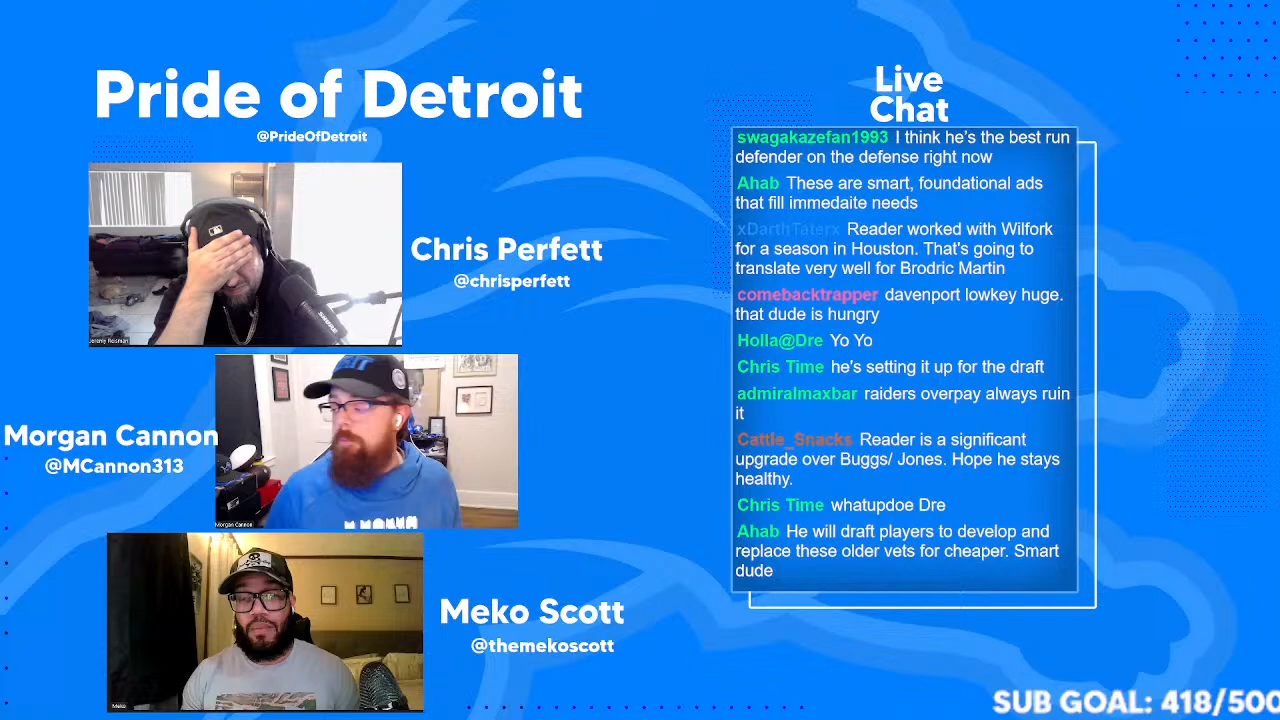 Pride of Detroit
@PrideOfDetroit
Jeremy Reisman
Chris Perfett
@chrisperfett
SHURE
Morgan Cannon
@MCannon313
Morgan Cannon
Meko Scott
@themekoscott
Meko
Live
Chat
swagakazefan1993 I think he's the best run
defender on the defense right now
Ahab These are smart, foundational ads
that fill immedaite needs
xDarthTaterx Reader worked with Wilfork
for a season in Houston. That's going to
translate very well for Brodric Martin
comebacktrapper davenport lowkey huge.
that dude is hungry
Holla@Dre Yo Yo
Chris Time he's setting it up for the draft
admiralmaxbar raiders overpay always ruin
it
Cattle_Snacks Reader is a significant
upgrade over Buggs/ Jones. Hope he stays
healthy.
Chris Time whatupdoe Dre
Ahab He will draft players to develop and
replace these older vets for cheaper. Smart
dude
SUB GOAL: 418/500